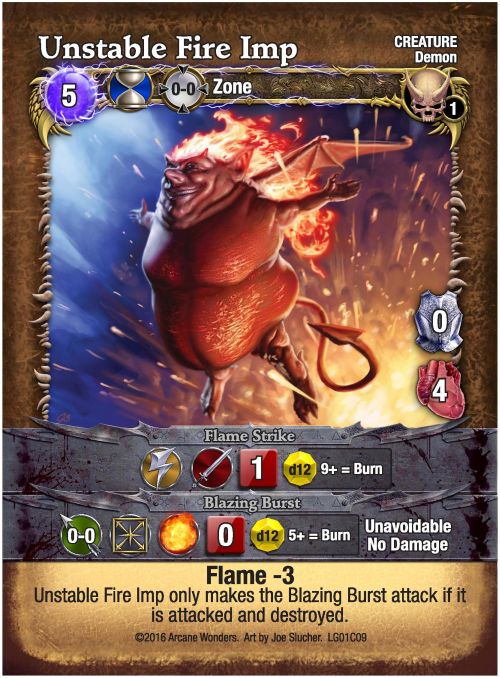 Unstable Fire Imp
CREATURE
Demon
5
0-0
Zone
1
0
4
Flame Strike
1
d12
9+ = Burn
Blazing Burst
0-0
0
d12
5+ = Burn
Unavoidable
No Damage
Flame -3
Unstable Fire Imp only makes the Blazing Burst attack if it
is attacked and destroyed.
©2016 Arcane Wonders. Art by Joe Slucher. LG01C09